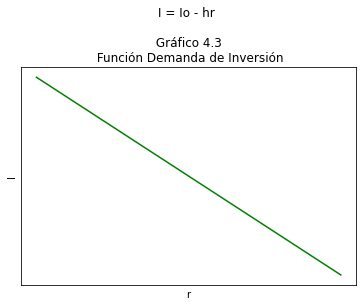 I = Io - hr
Gráfico 4.3
Función Demanda de Inversión
I
r